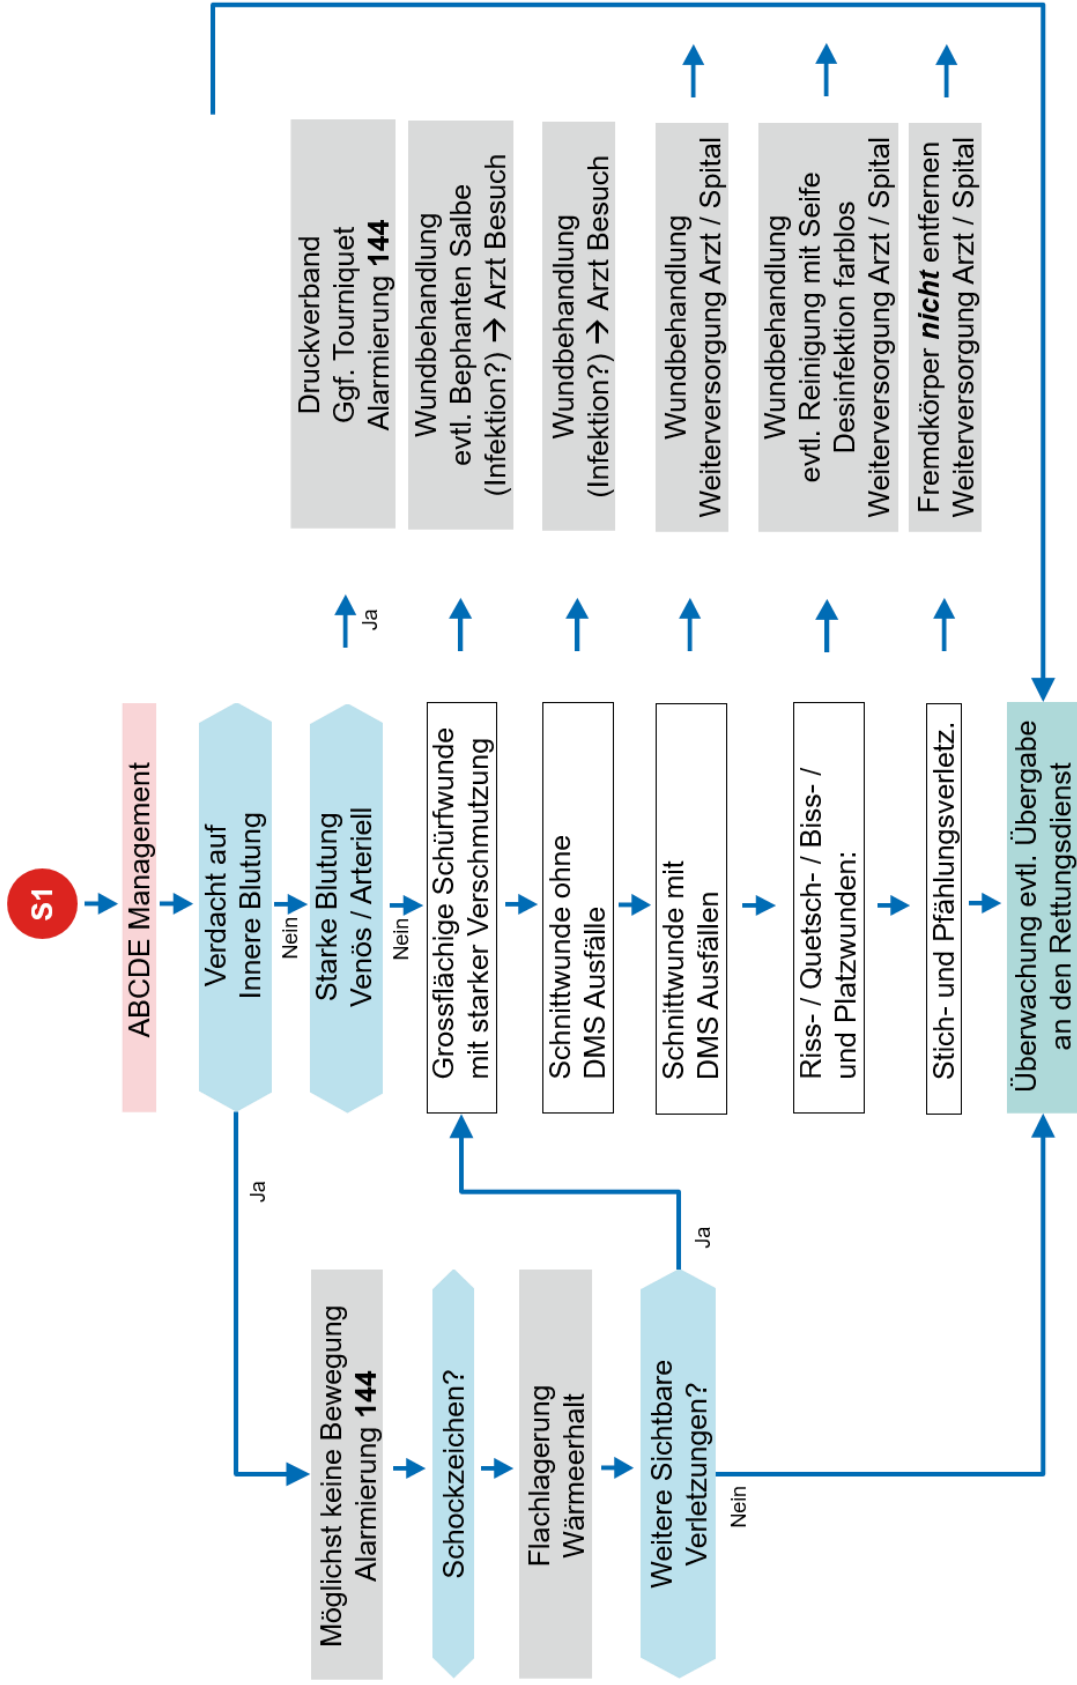 S1
ABCDE Management
Verdacht auf
Innere Blutung
Ja
Nein
Starke Blutung
Venös / Arteriell
Ja
Nein
Druckverband
Ggf. Tourniquet
Alarmierung 144
Möglichst keine Bewegung
Alarmierung 144
Schockzeichen?
Flachlagerung
Wärmeerhalt
Weitere Sichtbare
Verletzungen?
Ja
Nein
Grossflächige Schürfwunde
mit starker Verschmutzung
Wundbehandlung
evtl. Bephanten Salbe
(Infektion?) → Arzt Besuch
Schnittwunde ohne
DMS Ausfälle
Wundbehandlung
(Infektion?) → Arzt Besuch
Schnittwunde mit
DMS Ausfällen
Wundbehandlung
Weiterversorgung Arzt / Spital
Riss- / Quetsch- / Biss- /
und Platzwunden:
Wundbehandlung
evtl. Reinigung mit Seife
Desinfektion farblos
Weiterversorgung Arzt / Spital
Stich- und Pfählungsverletz.
Fremdkörper nicht entfernen
Weiterversorgung Arzt / Spital
Überwachung evtl. Übergabe
an den Rettungsdienst